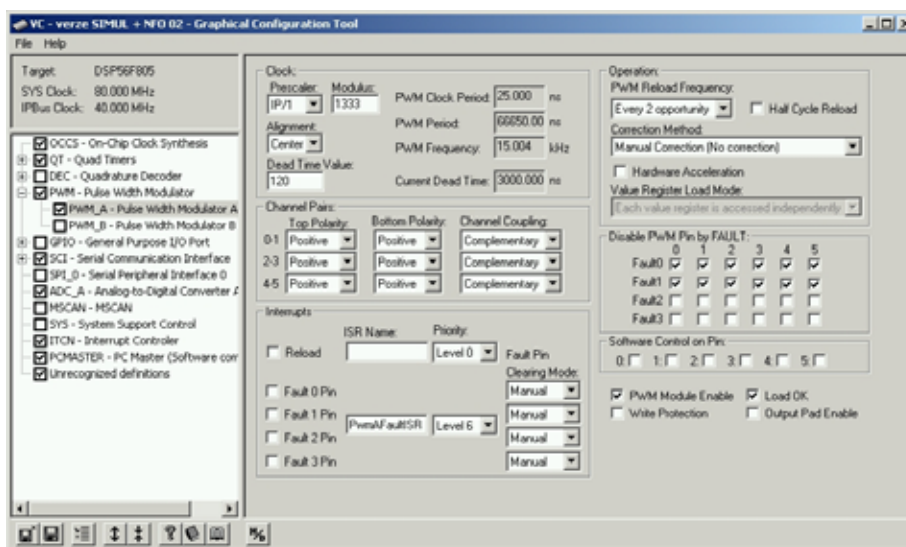 VC - verze SIMUL + NFO 02 - Graphical Configuration Tool
File Help
Target: DSP56F805
SYS Clock: 80.000 MHz
IPBus Clock: 40.000 MHz
OCCS - On-Chip Clock Synthesis
QT - Quad Timers
DEC - Quadrature Decoder
PWM - Pulse Width Modulator
PWM_A - Pulse Width Modulator A
PWM_B - Pulse Width Modulator B
GPIO - General Purpose I/O Port
SCI - Serial Communication Interface
SPI_0 - Serial Peripheral Interface 0
ADC_A - Analog-to-Digital Converter A
MSCAN - MSCAN
SYS - System Support Control
ITCN - Interrupt Controler
PCMASTER - PC Master (Software com
Unrecognized definitions
Clock:
Prescaler: Modulus:
IP/1 1333 PWM Clock Period: 25.000 ns
Alignment: PWM Period: 66650.00 ns
Center PWM Frequency: 15.004 kHz
Dead Time Value:
120 Current Dead Time: 3000.000 ns
Channel Pairs:
Top Polarity: Bottom Polarity: Channel Coupling:
0-1 Positive Positive Complementary
2-3 Positive Positive Complementary
4-5 Positive Positive Complementary
Interrupts
ISR Name: Priority:
Reload Level 0 Fault Pin
Clearing Mode:
Fault 0 Pin Manual
Fault 1 Pin Manual
PwmAFaultISR Level 6
Fault 2 Pin Manual
Fault 3 Pin Manual
Operation:
PWM Reload Frequency:
Every 2 opportunity Half Cycle Reload
Correction Method:
Manual Correction (No correction)
Hardware Acceleration
Value Register Load Mode:
Each value register is accessed independently
Disable PWM Pin by FAULT:
0 1 2 3 4 5
Fault0
Fault1
Fault2
Fault3
Software Control on Pin:
0: 1: 2: 3: 4: 5:
PWM Module Enable Load OK
Write Protection Output Pad Enable